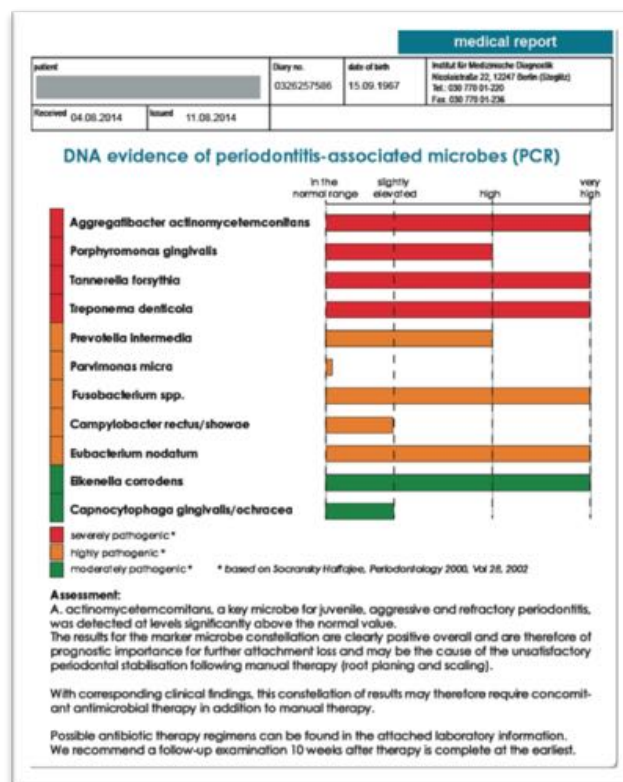 medical report
patient
Diary no.
0326257586
date of birth
15.09.1967
Institut für Medizinische Diagnostik
Nicolaistraße 22, 12247 Berlin (Steglitz)
Tel.: 030 770 01-220
Fax: 030 770 01-236
Received 04.08.2014 Issued 11.08.2014
DNA evidence of periodontitis-associated microbes (PCR)
in the normal range
slightly elevated
high
very high
Aggregatibacter actinomycetemcomitans
Porphyromonas gingivalis
Tannerella forsythia
Treponema denticola
Prevotella intermedia
Parvimonas micra
Fusobacterium spp.
Campylobacter rectus/showae
Eubacterium nodatum
Eikenella corrodens
Capnocytophaga gingivalis/ochracea
severely pathogenic *
highly pathogenic *
moderately pathogenic * * based on Socransky Haffajee, Periodontology 2000, Vol 28, 2002
Assessment:
A. actinomycetemcomitans, a key microbe for juvenile, aggressive and refractory periodontitis,
was detected at levels significantly above the normal value.
The results for the marker microbe constellation are clearly positive overall and are therefore of
prognostic importance for further attachment loss and may be the cause of the unsatisfactory
periodontal stabilisation following manual therapy (root planing and scaling).
With corresponding clinical findings, this constellation of results may therefore require concomit-
ant antimicrobial therapy in addition to manual therapy.
Possible antibiotic therapy regimens can be found in the attached laboratory information.
We recommend a follow-up examination 10 weeks after therapy is complete at the earliest.